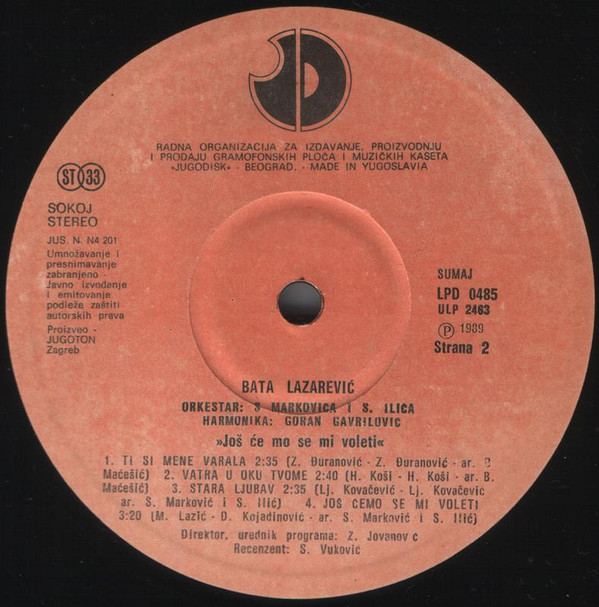 RADNA ORGANIZACIJA ZA IZDAVANJE, PROIZVODNJU
I PRODAJU GRAMOFONSKIH PLOČA I MUZIČKIH KASETA
»JUGODISK« - BEOGRAD. - MADE IN YUGOSLAVIA
ST 33
SOKOJ
STEREO
JUS. N. N4 201
Umnožavanje i
presnimavanje
zabranjeno -
Javno izvođenje
i emitovanje
podleže zaštiti
autorskih prava
Proizveo -
JUGOTON
Zagreb
SUMAJ
LPD 0485
ULP 2463
Ⓟ 1989
Strana 2
BATA LAZAREVIĆ
ORKESTAR: S MARKOVIĆA I S. ILIĆA
HARMONIKA: GORAN GAVRILOVIĆ
»Još će mo se mi voleti«
1. TI SI MENE VARALA 2:35 (Z. Đuranović - Z. Đuranović - ar. B
Maćešić) 2. VATRA U OKU TVOME 2:40 (H. Koši - H. Koši - ar. B.
Maćešić) 3. STARA LJUBAV 2:35 (Lj. Kovačević - Lj. Kovačevic
ar. S. Marković i S. Ilić) 4. JOŠ ĆEMO SE MI VOLETI
3:20 (M. Lazić - D. Kojadinović - ar. S. Marković i S. Ilić)
Direktor, urednik programa: Z. Jovanov c
Recenzent: S. Vuković